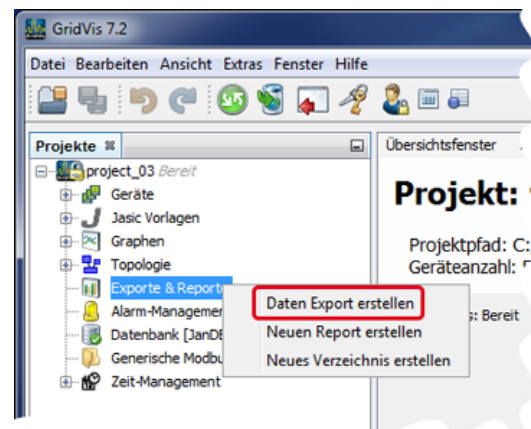 GridVis 7.2
Datei Bearbeiten Ansicht Extras Fenster Hilfe
Projekte
Übersichtsfenster
project_03 Bereit
Geräte
Jasic Vorlagen
Graphen
Topologie
Exporte & Reporte
Alarm-Managemen
Datenbank [JanDB
Generische Modbu
Zeit-Management
Projekt:
Projektpfad: C:
Geräteanzahl:
s: Bereit
Daten Export erstellen
Neuen Report erstellen
Neues Verzeichnis erstellen